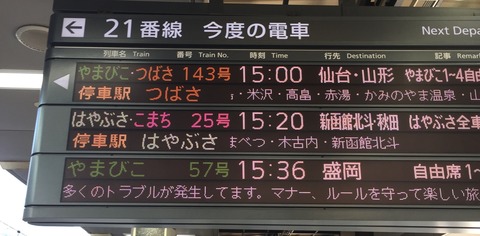 ← 21番線 今度の電車 Next Depa
列車名 Train 番号 Train No. 時刻 Time 行先 Destination 記事 Remar
やまびこ・つばさ 143号 15:00 仙台・山形 やまびこ1~4自由
停車駅 つばさ ・米沢・高畠・赤湯・かみのやま温泉・山
はやぶさ・こまち 25号 15:20 新函館北斗・秋田 はやぶさ全車
停車駅 はやぶさ まべつ・木古内・新函館北斗
やまびこ 57号 15:36 盛岡 自由席1~
多くのトラブルが発生してます。マナー、ルールを守って楽しい旅